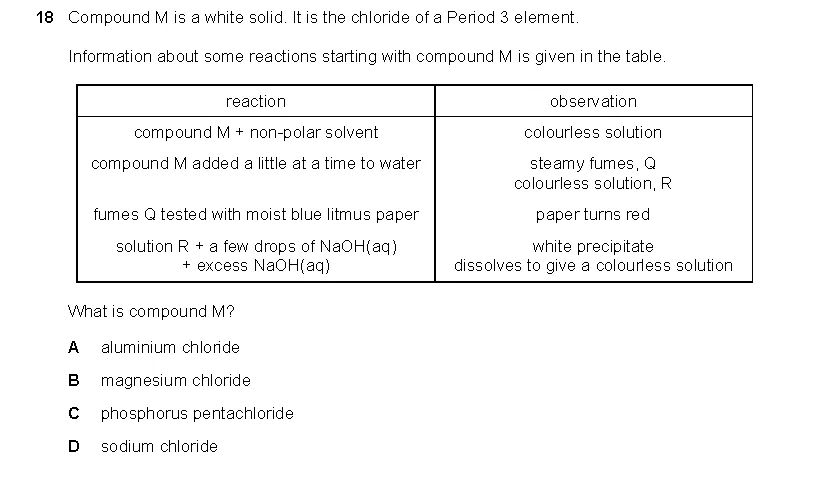 18 Compound M is a white solid. It is the chloride of a Period 3 element.
Information about some reactions starting with compound M is given in the table.
reaction observation
compound M + non-polar solvent colourless solution
compound M added a little at a time to water steamy fumes, Q
colourless solution, R
fumes Q tested with moist blue litmus paper paper turns red
solution R + a few drops of NaOH(aq) white precipitate
+ excess NaOH(aq) dissolves to give a colourless solution
What is compound M?
A aluminium chloride
B magnesium chloride
C phosphorus pentachloride
D sodium chloride